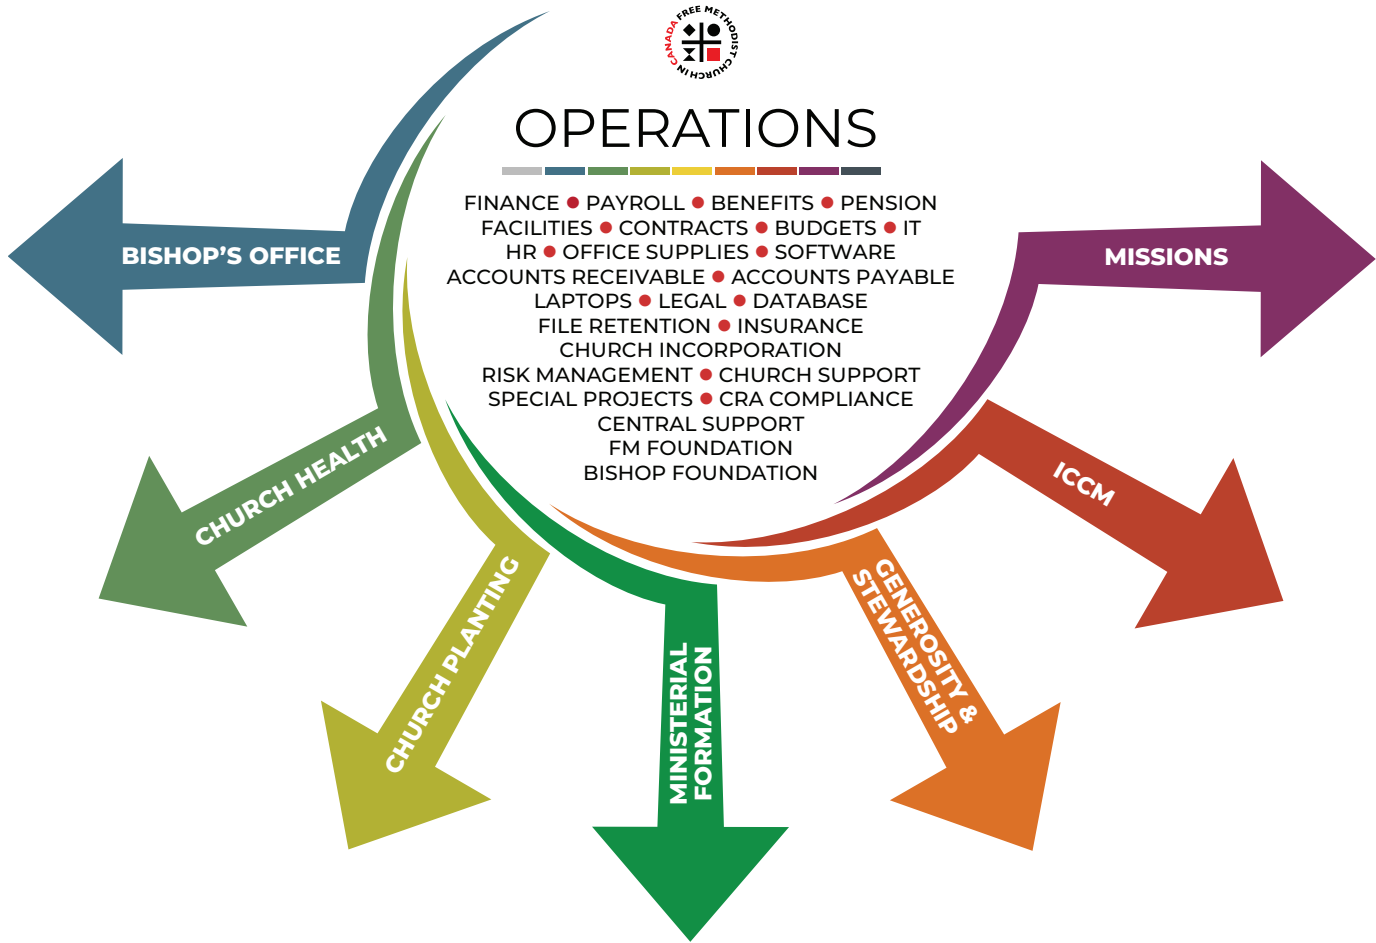 FREE METHODIST CHURCH IN CANADA
OPERATIONS
FINANCE ● PAYROLL ● BENEFITS ● PENSION
FACILITIES ● CONTRACTS ● BUDGETS ● IT
HR ● OFFICE SUPPLIES ● SOFTWARE
ACCOUNTS RECEIVABLE ● ACCOUNTS PAYABLE
LAPTOPS ● LEGAL ● DATABASE
FILE RETENTION ● INSURANCE
CHURCH INCORPORATION
RISK MANAGEMENT ● CHURCH SUPPORT
SPECIAL PROJECTS ● CRA COMPLIANCE
CENTRAL SUPPORT
FM FOUNDATION
BISHOP FOUNDATION
BISHOP’S OFFICE
CHURCH HEALTH
CHURCH PLANTING
MINISTERIAL
FORMATION
GENEROSITY &
STEWARDSHIP
ICCM
MISSIONS